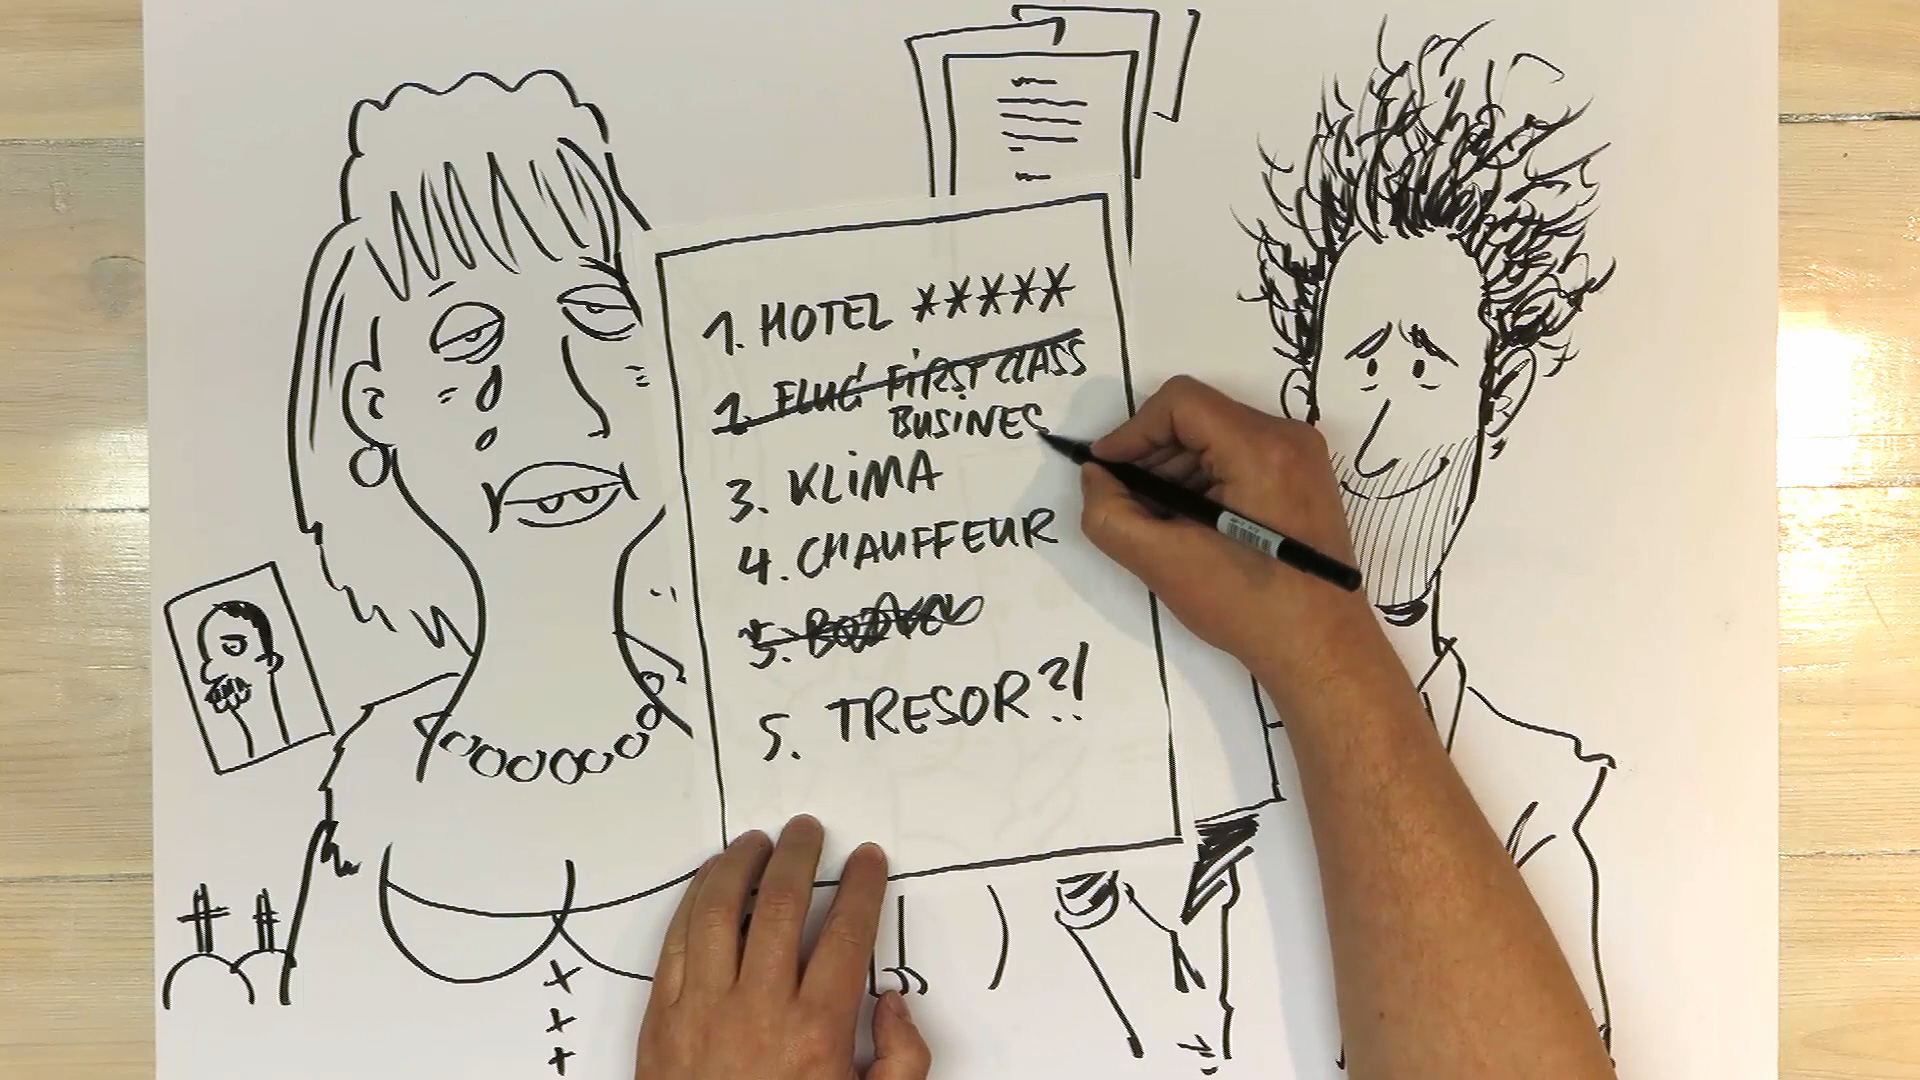 1. HOTEL *****
2. FLUG FIRST CLASS
BUSINES
3. KLIMA
4. CHAUFFEUR
5.
5. TRESOR?!